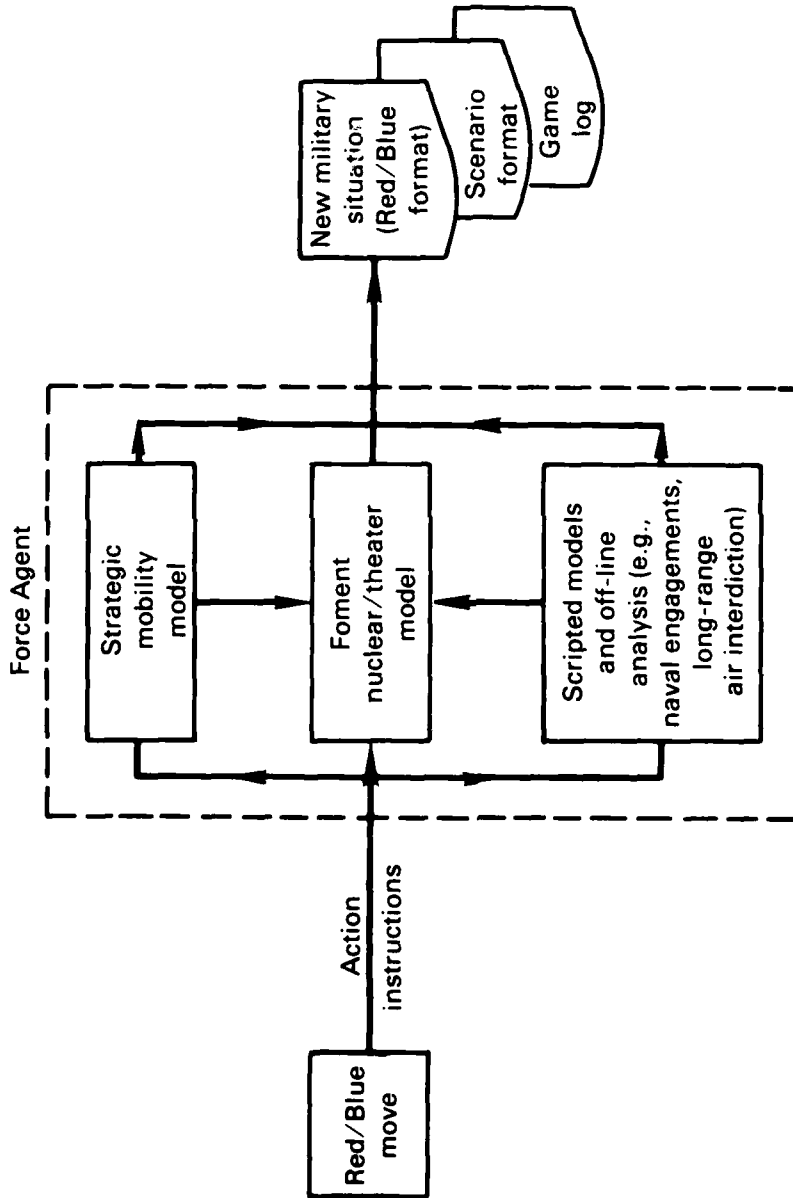 Force Agent
Red/Blue
move
Action
instructions
Strategic
mobility
model
Foment
nuclear/theater
model
Scripted models
and off-line
analysis (e.g.,
naval engagements,
long-range
air interdiction)
New military
situation
(Red/Blue
format)
Scenario
format
Game
log